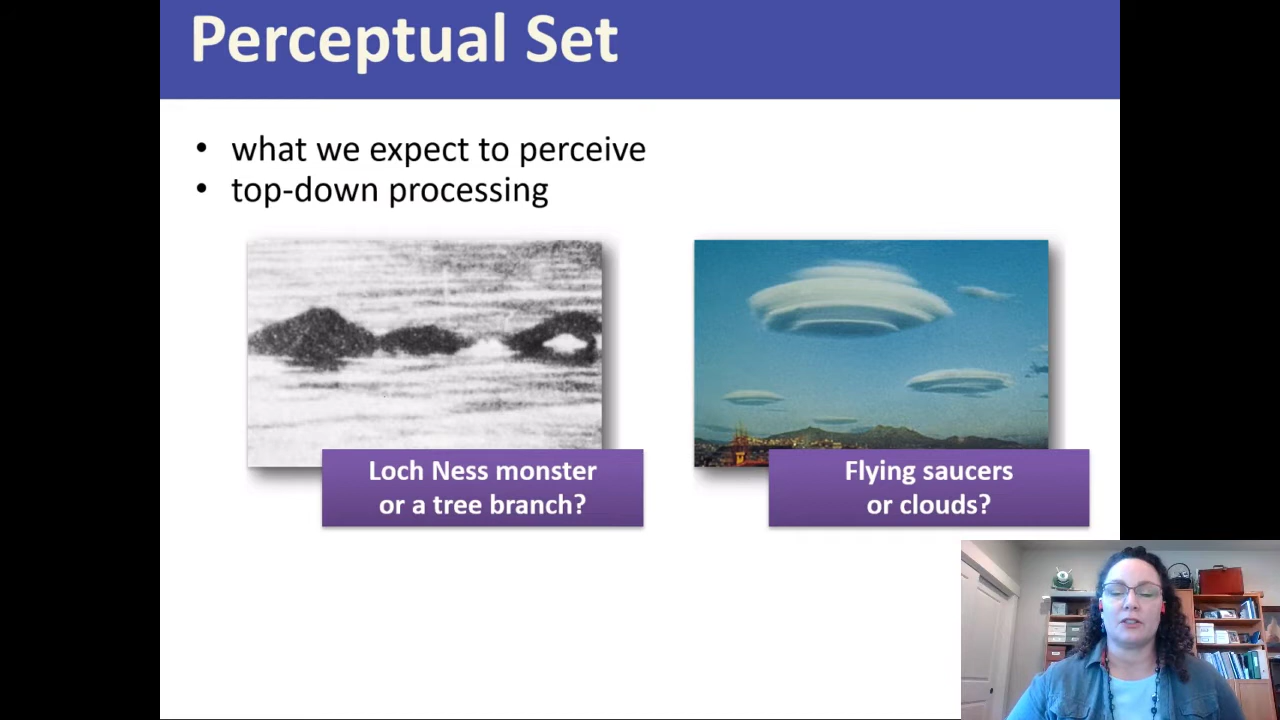 Perceptual Set
• what we expect to perceive
• top-down processing
Loch Ness monster
or a tree branch?
Flying saucers
or clouds?